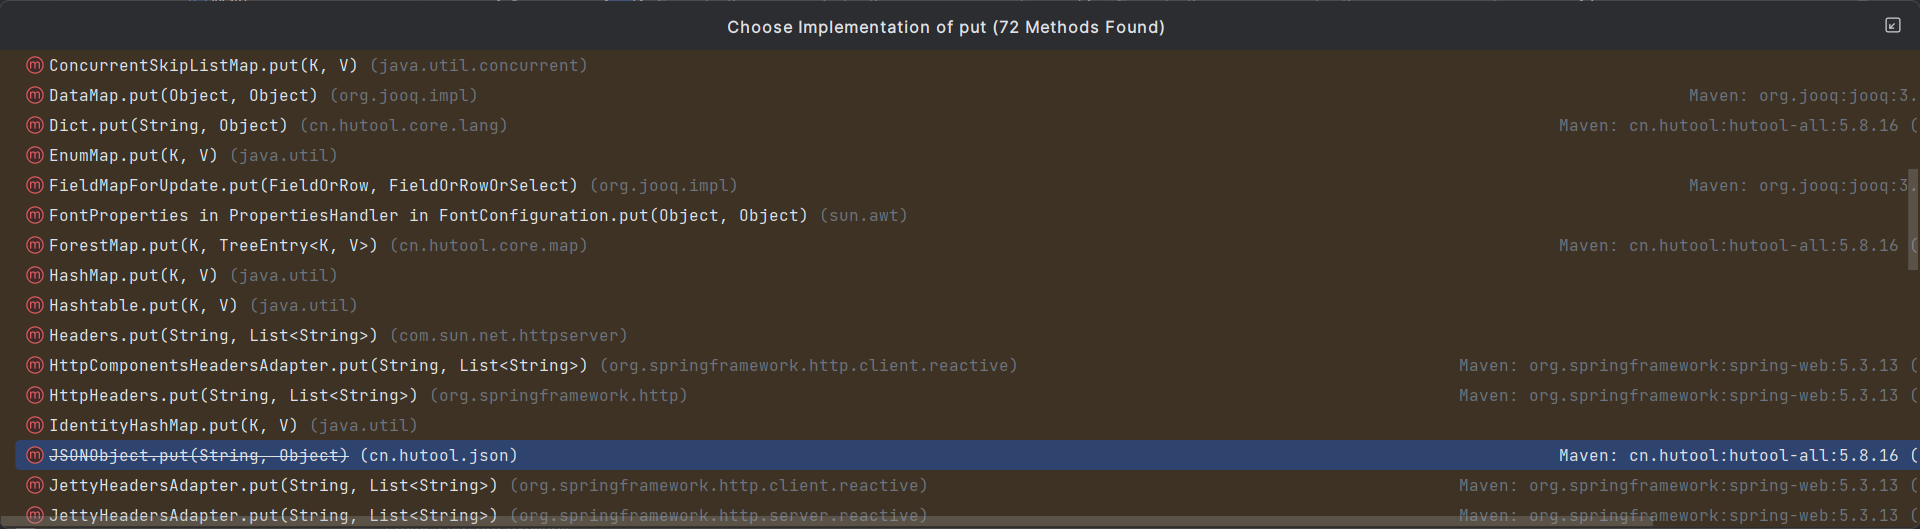 Choose Implementation of put (72 Methods Found)
ConcurrentSkipListMap.put(K, V) (java.util.concurrent)
DataMap.put(Object, Object) (org.jooq.impl) Maven: org.jooq:jooq:3.
Dict.put(String, Object) (cn.hutool.core.lang) Maven: cn.hutool:hutool-all:5.8.16 (
EnumMap.put(K, V) (java.util)
FieldMapForUpdate.put(FieldOrRow, FieldOrRowOrSelect) (org.jooq.impl) Maven: org.jooq:jooq:3.
FontProperties in PropertiesHandler in FontConfiguration.put(Object, Object) (sun.awt)
ForestMap.put(K, TreeEntry<K, V>) (cn.hutool.core.map) Maven: cn.hutool:hutool-all:5.8.16 (
HashMap.put(K, V) (java.util)
Hashtable.put(K, V) (java.util)
Headers.put(String, List<String>) (com.sun.net.httpserver)
HttpComponentsHeadersAdapter.put(String, List<String>) (org.springframework.http.client.reactive) Maven: org.springframework:spring-web:5.3.13 (
HttpHeaders.put(String, List<String>) (org.springframework.http) Maven: org.springframework:spring-web:5.3.13 (
IdentityHashMap.put(K, V) (java.util)
JSONObject.put(String, Object) (cn.hutool.json) Maven: cn.hutool:hutool-all:5.8.16 (
JettyHeadersAdapter.put(String, List<String>) (org.springframework.http.client.reactive) Maven: org.springframework:spring-web:5.3.13 (
JettyHeadersAdapter.put(String, List<String>) (org.springframework.http.server.reactive) Maven: org.springframework:spring-web:5.3.13 (